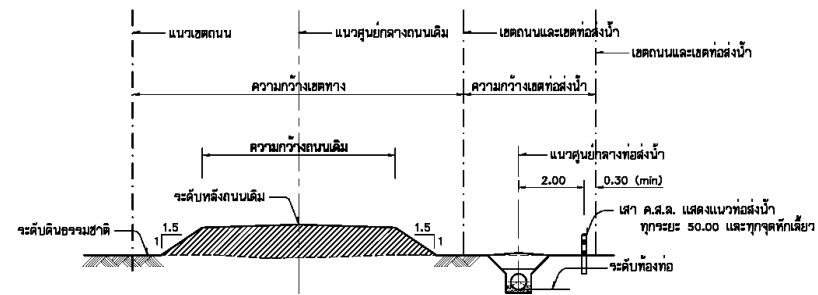 แนวเขตถนน
แนวศูนย์กลางถนนเดิม
เขตถนนและเขตท่อส่งน้ำ
เขตถนนและเขตท่อส่งน้ำ
ความกว้างเขตทาง
ความกว้างเขตท่อส่งน้ำ
ความกว้างถนนเดิม
แนวศูนย์กลางท่อส่งน้ำ
2.00
0.30 (min)
ระดับหลังถนนเดิม
เสา ค.ส.ล. แสดงแนวท่อส่งน้ำ
ทุกระยะ 50.00 และทุกจุดหักเลี้ยว
ระดับดินธรรมชาติ
1.5
1
1.5
1
ระดับท้องท่อ